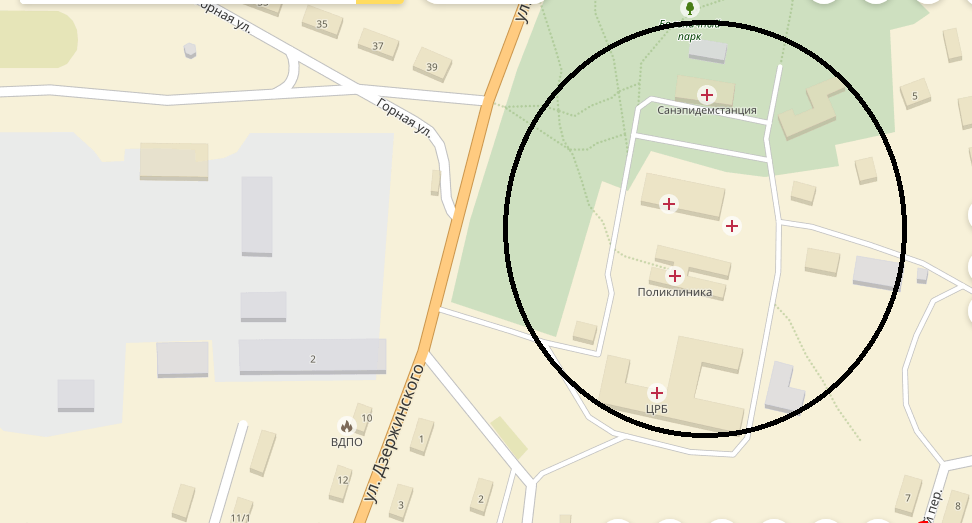 35
37
39
Горная ул.
ул.
парк
Санэпидемстанция
5
Горная ул.
Поликлиника
2
ЦРБ
ул. Дзержинского
10
ВДПО
1
12
3
2
11/1
7
8
й пер.